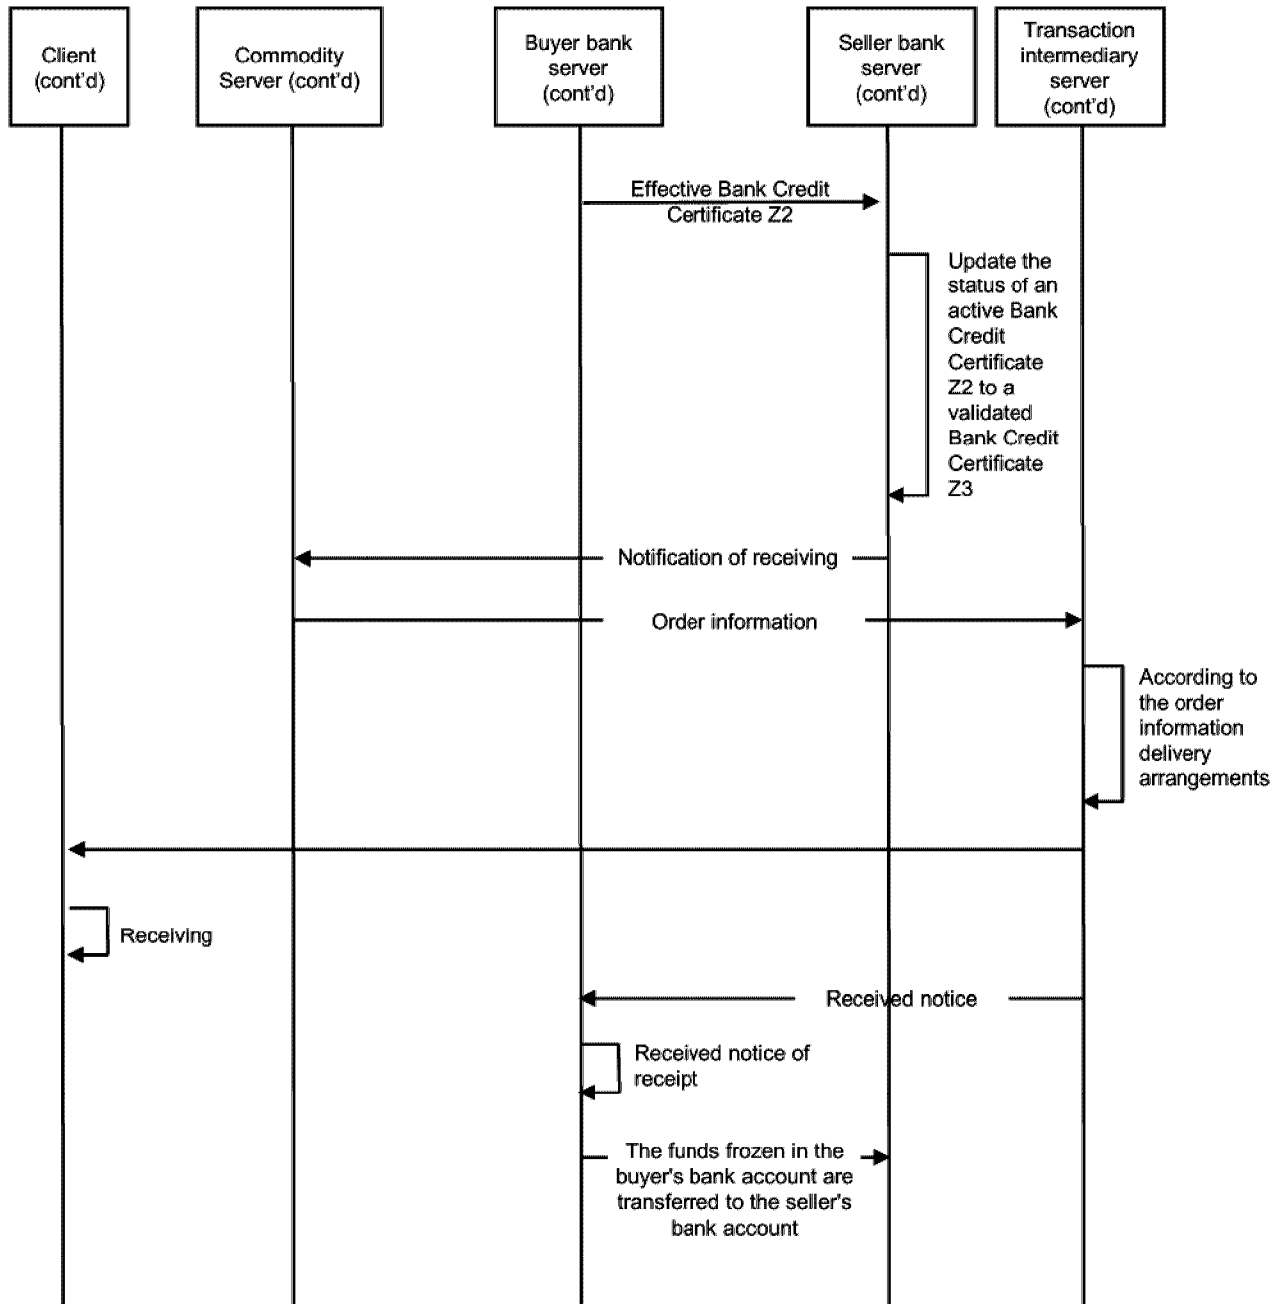 Client
(cont'd)
Commodity
Server (cont'd)
Buyer bank
server
(cont'd)
Seller bank
server
(cont'd)
Transaction
intermediary
server
(cont'd)
Effective Bank Credit
Certificate Z2
Update the
status of an
active Bank
Credit
Certificate
Z2 to a
validated
Bank Credit
Certificate
Z3
Notification of receiving
Order information
According to
the order
information
delivery
arrangements
Receiving
Received notice
Received notice of
receipt
The funds frozen in the
buyer's bank account are
transferred to the seller's
bank account